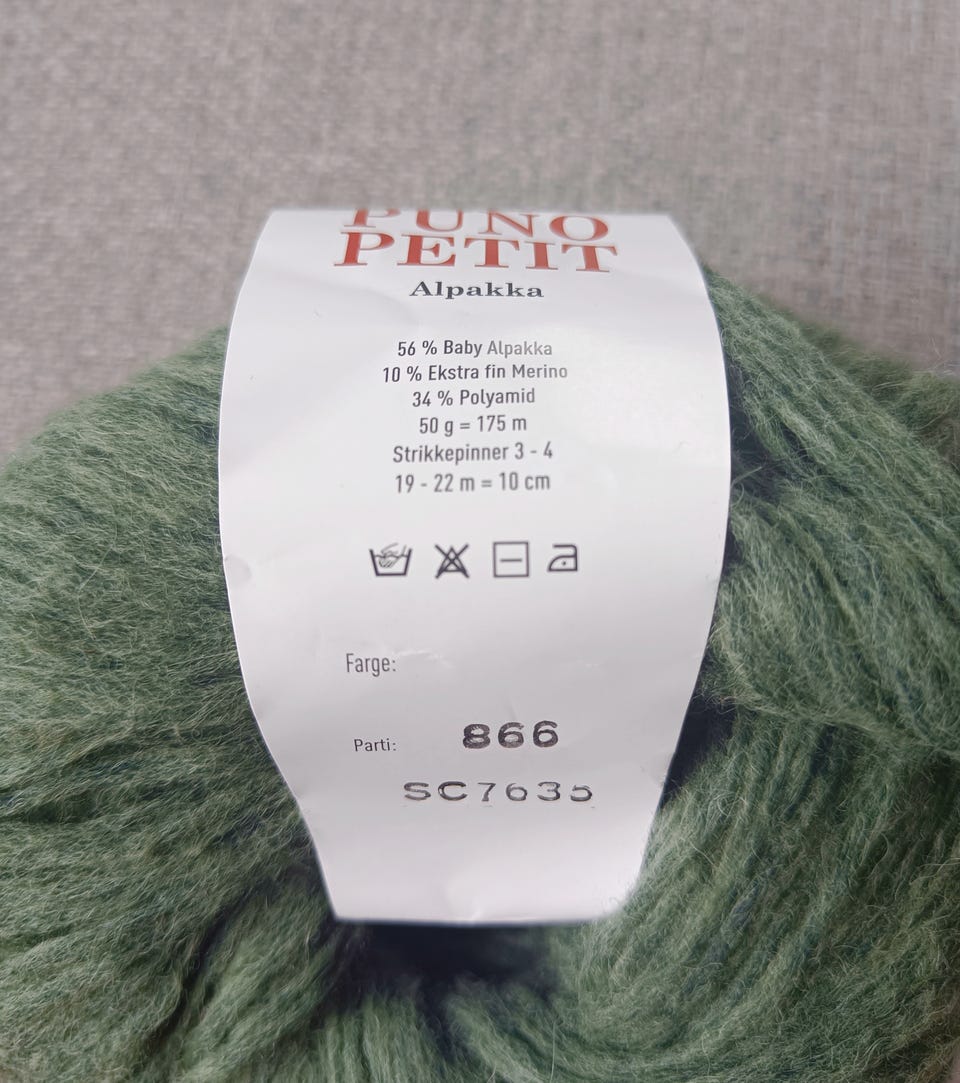 PUNO
PETIT
Alpakka
56 % Baby Alpakka
10 % Ekstra fin Merino
34 % Polyamid
50 g = 175 m
Strikkepinner 3 - 4
19 - 22 m = 10 cm
Farge:
Parti: 866
SC7635